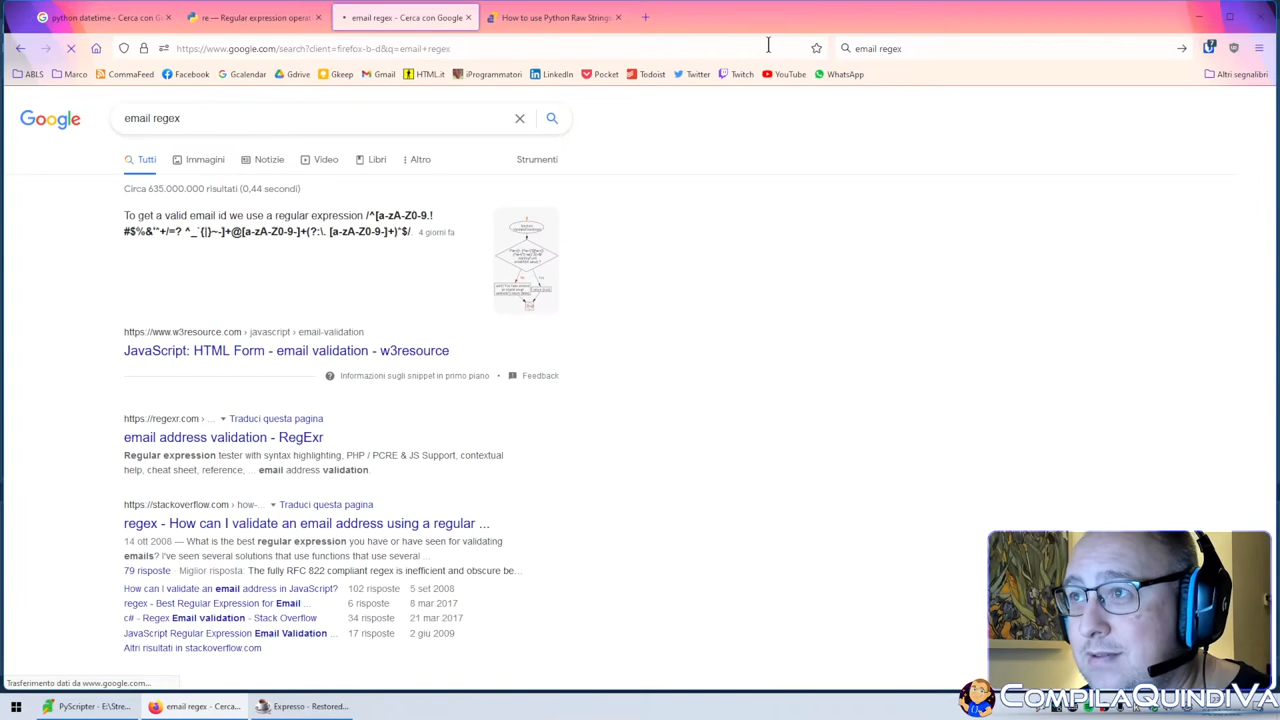 python datetime - Cerca con G
re — Regular expression operat
email regex - Cerca con Google
How to use Python Raw Strings
https://www.google.com/search?client=firefox-b-d&q=email+regex
email regex
7
ABLS
Marco
CommaFeed
Facebook
Gcalendar
Gdrive
Gkeep
Gmail
HTML.it
iProgrammatori
LinkedIn
Pocket
Todoist
Twitter
Twitch
YouTube
WhatsApp
Altri segnalibri
Google
email regex
Tutti
Immagini
Notizie
Video
Libri
Altro
Strumenti
Circa 635.000.000 risultati (0,44 secondi)
To get a valid email id we use a regular expression /^[a-zA-Z0-9.!
#$%&'*+/=? ^_`{|}~-]+@[a-zA-Z0-9-]+(?:\. [a-zA-Z0-9-]+)*$/. 4 giorni fa
https://www.w3resource.com › javascript › email-validation
JavaScript: HTML Form - email validation - w3resource
Informazioni sugli snippet in primo piano • Feedback
https://regexr.com › ... Traduci questa pagina
email address validation - RegExr
Regular expression tester with syntax highlighting, PHP / PCRE & JS Support, contextual
help, cheat sheet, reference, ... email address validation.
https://stackoverflow.com › how-... Traduci questa pagina
regex - How can I validate an email address using a regular ...
14 ott 2008 — What is the best regular expression you have or have seen for validating
emails? I've seen several solutions that use functions that use several ...
79 risposte · Miglior risposta: The fully RFC 822 compliant regex is inefficient and obscure be...
How can I validate an email address in JavaScript? 102 risposte 5 set 2008
regex - Best Regular Expression for Email ... 6 risposte 8 mar 2017
c# - Regex Email validation - Stack Overflow 34 risposte 21 mar 2017
JavaScript Regular Expression Email Validation ... 17 risposte 2 giu 2009
Altri risultati in stackoverflow.com
Trasferimento dati da www.google.com...
PyScripter - E:\Stre...
email regex - Cerca...
Expresso - Restored...
COMPILAQUINDIVA